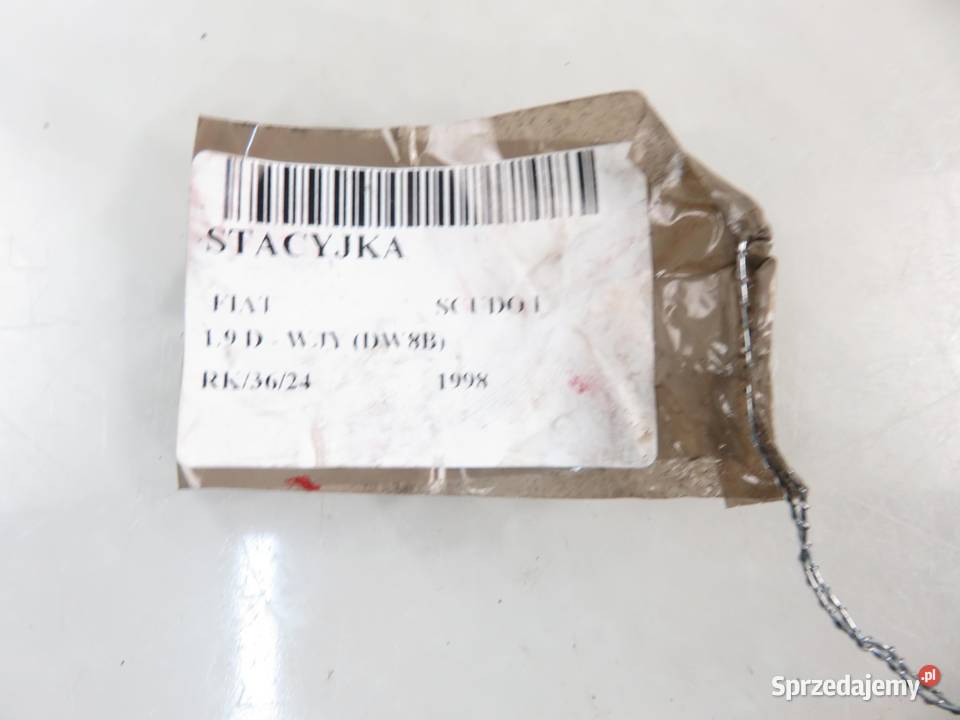 STACYJKA
FIAT SCUDO I
1.9 D - WJY (DW8B)
RK/36/24 1998
Sprzedajemy.pl